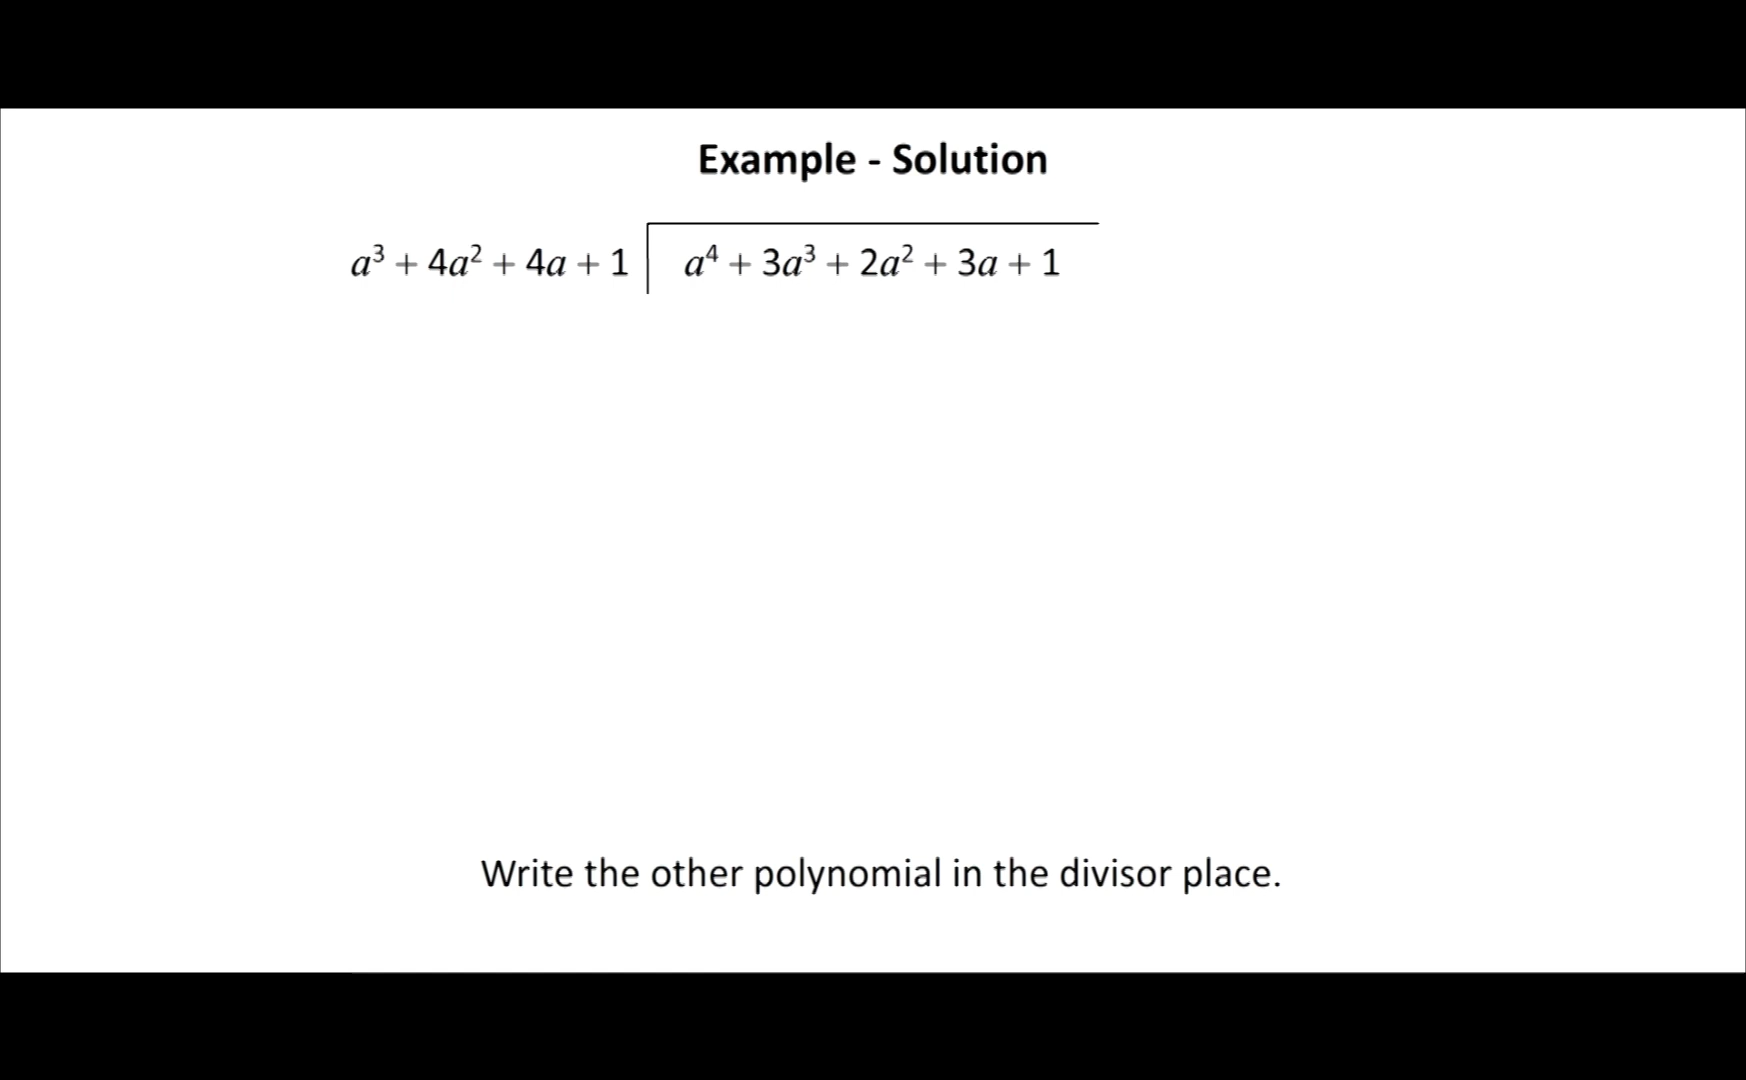 Example - Solution
a³ + 4a² + 4a + 1 a⁴ + 3a³ + 2a² + 3a + 1
Write the other polynomial in the divisor place.